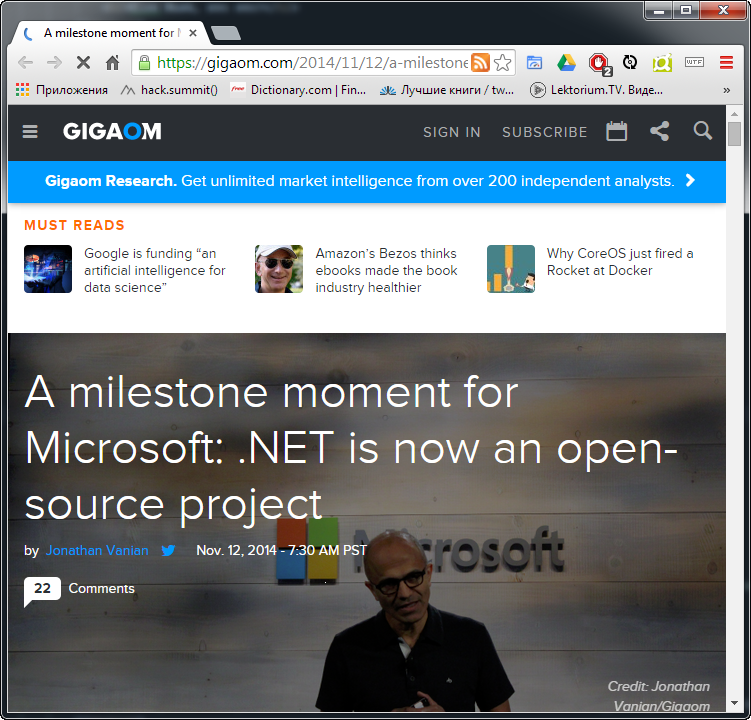 A milestone moment for M
https://gigaom.com/2014/11/12/a-milestone
2
WTF
Приложения
hack.summit()
free
Dictionary.com | Fin...
Лучшие книги / tw...
Lektorium.TV. Виде...
»
GIGAOM
SIGN IN
SUBSCRIBE
Gigaom Research. Get unlimited market intelligence from over 200 independent analysts.
MUST READS
Google is funding “an
artificial intelligence for
data science”
Amazon’s Bezos thinks
ebooks made the book
industry healthier
Why CoreOS just fired a
Rocket at Docker
A milestone moment for
Microsoft: .NET is now an open-
source project
by Jonathan Vanian Nov. 12, 2014 - 7:30 AM PST
Microsoft
22 Comments
Credit: Jonathan
Vanian/Gigaom